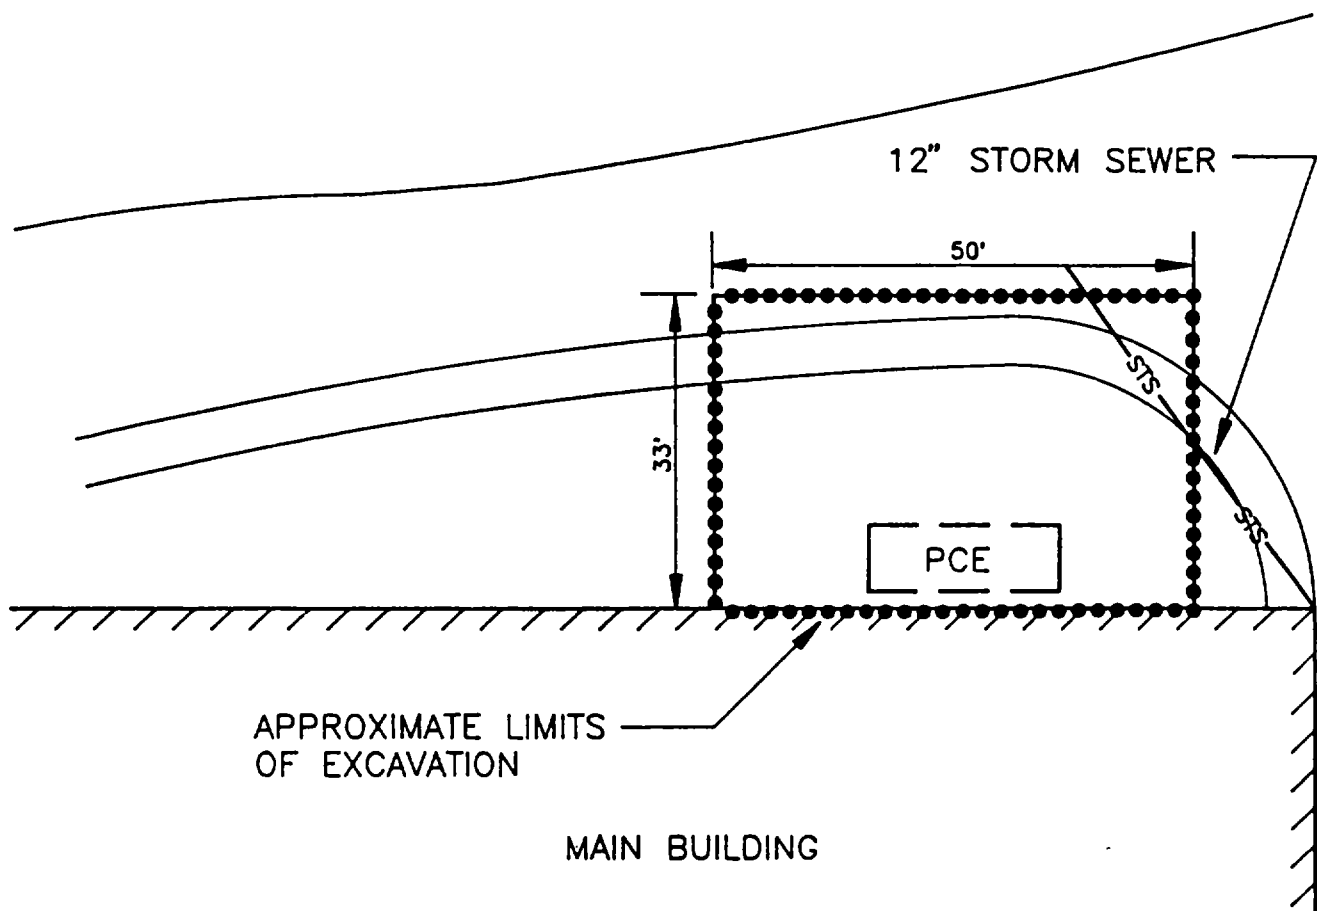 12" STORM SEWER
50'
STS
33'
STS
PCE
APPROXIMATE LIMITS
OF EXCAVATION
MAIN BUILDING